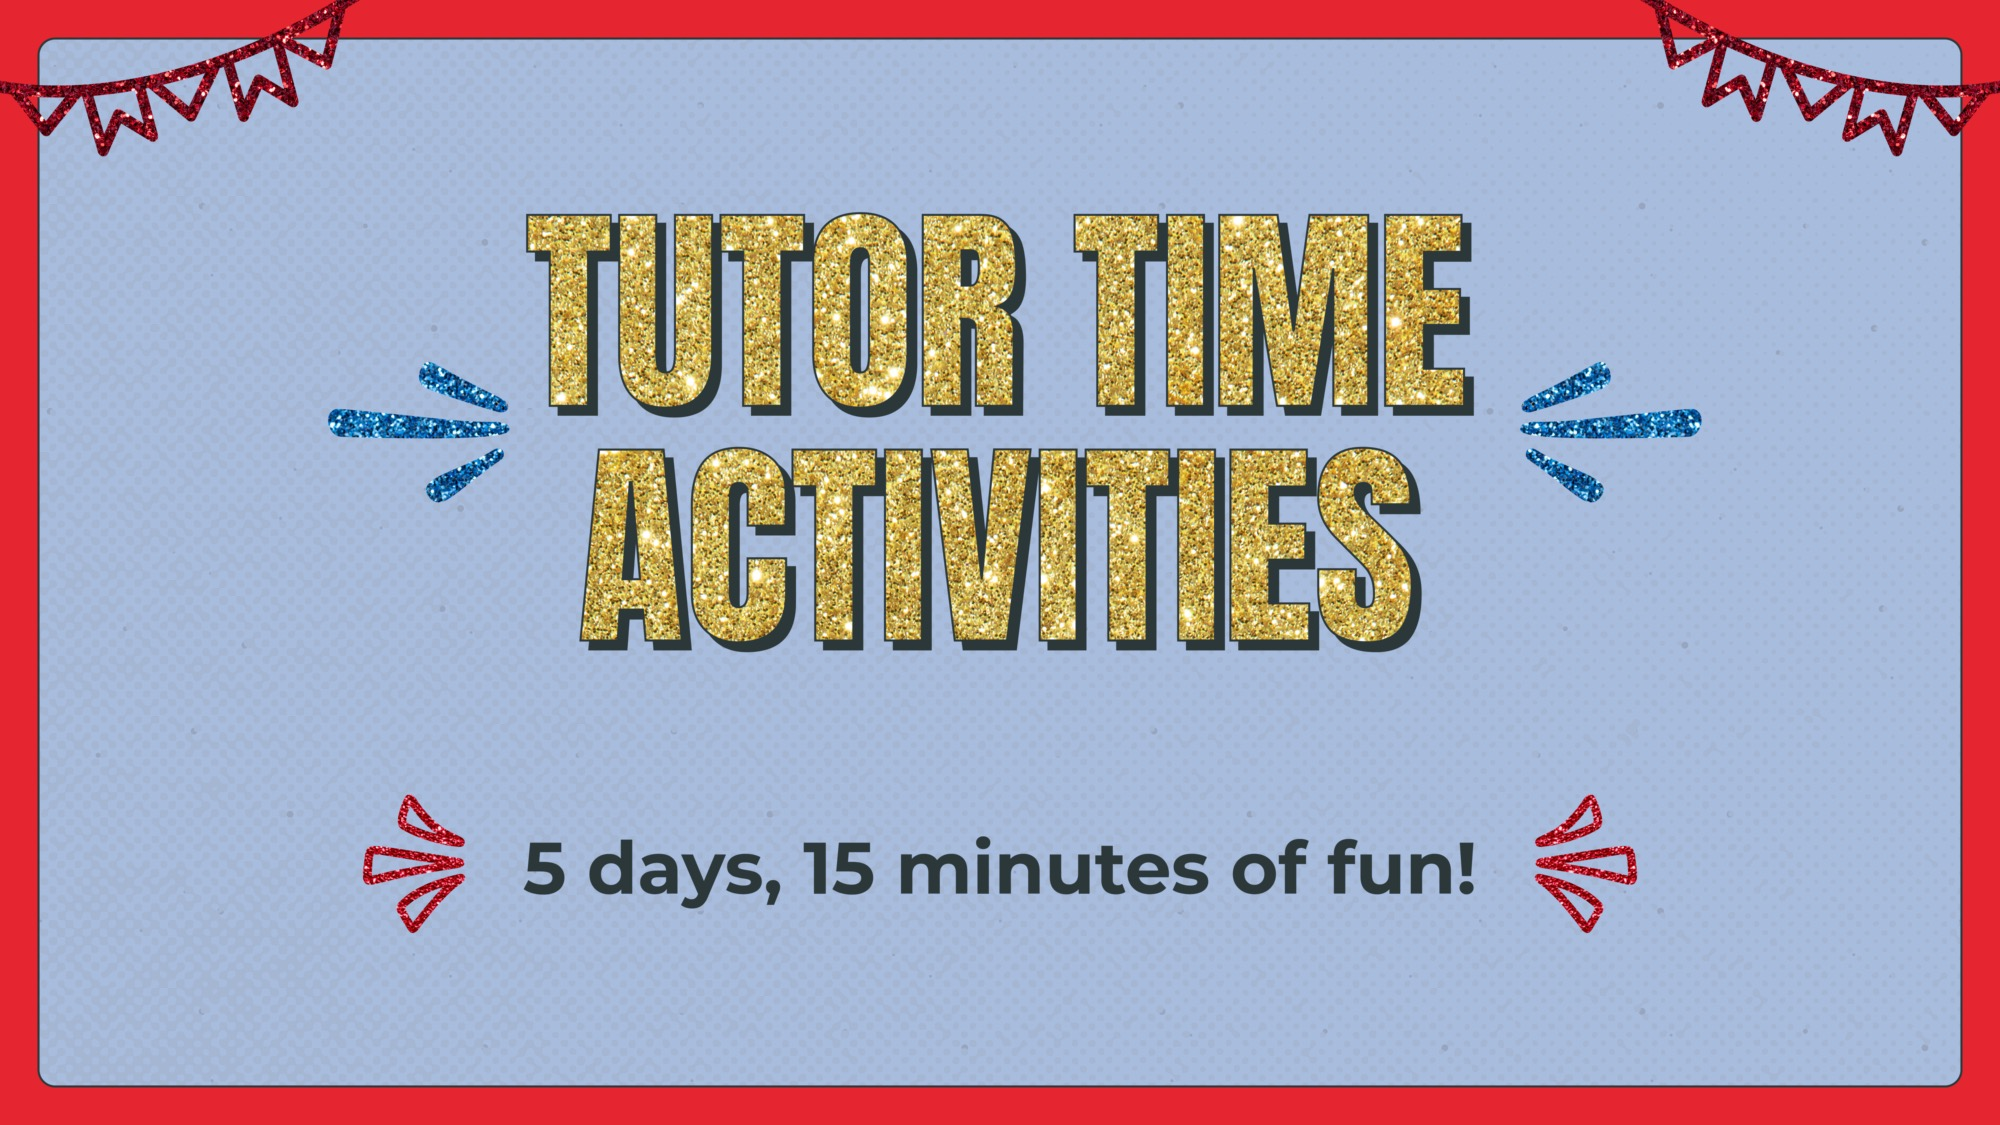 TUTOR TIME
ACTIVITIES
5 days, 15 minutes of fun!